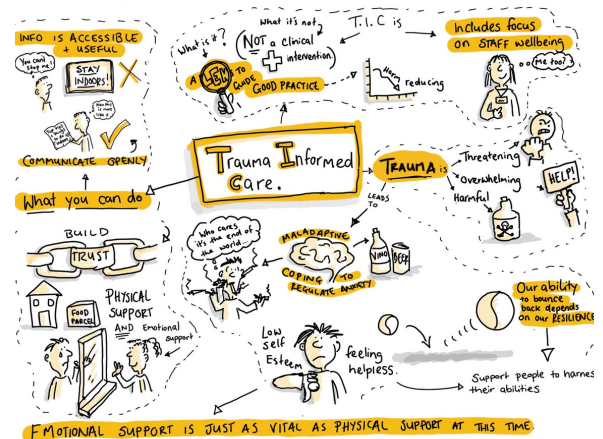 INFO IS ACCESSIBLE
+ USEFUL
You can't
stop me!
STAY
INDOORS!
Now this
is more
like it
COMMUNICATE OPENLY
WHAT YOU CAN DO
BUILD
TRUST
FOOD
PARCEL
PHYSICAL
SUPPORT
AND Emotional
Support
What is it?
A LENS TO
GUIDE
GOOD PRACTICE
What it's not
(NOT a clinical
intervention.)
T.I.C is
Harm
reducing
Includes focus
on STAFF wellbeing
Me too?
Trauma Informed
Care.
TRAUMA is
Threatening
Overwhelming
Harmful
HELP!
LEADS
TO
MALADAPTIVE
COPING TO
REGULATE ANXIETY
VINO
BEER
Who cares
it's the end of
the world...
Low
self
Esteem
feeling
helpless.
Our ability
to bounce
back depends
on our RESILIENCE
Support people to harness
their abilities
EMOTIONAL SUPPORT IS JUST AS VITAL AS PHYSICAL SUPPORT AT THIS TIME.